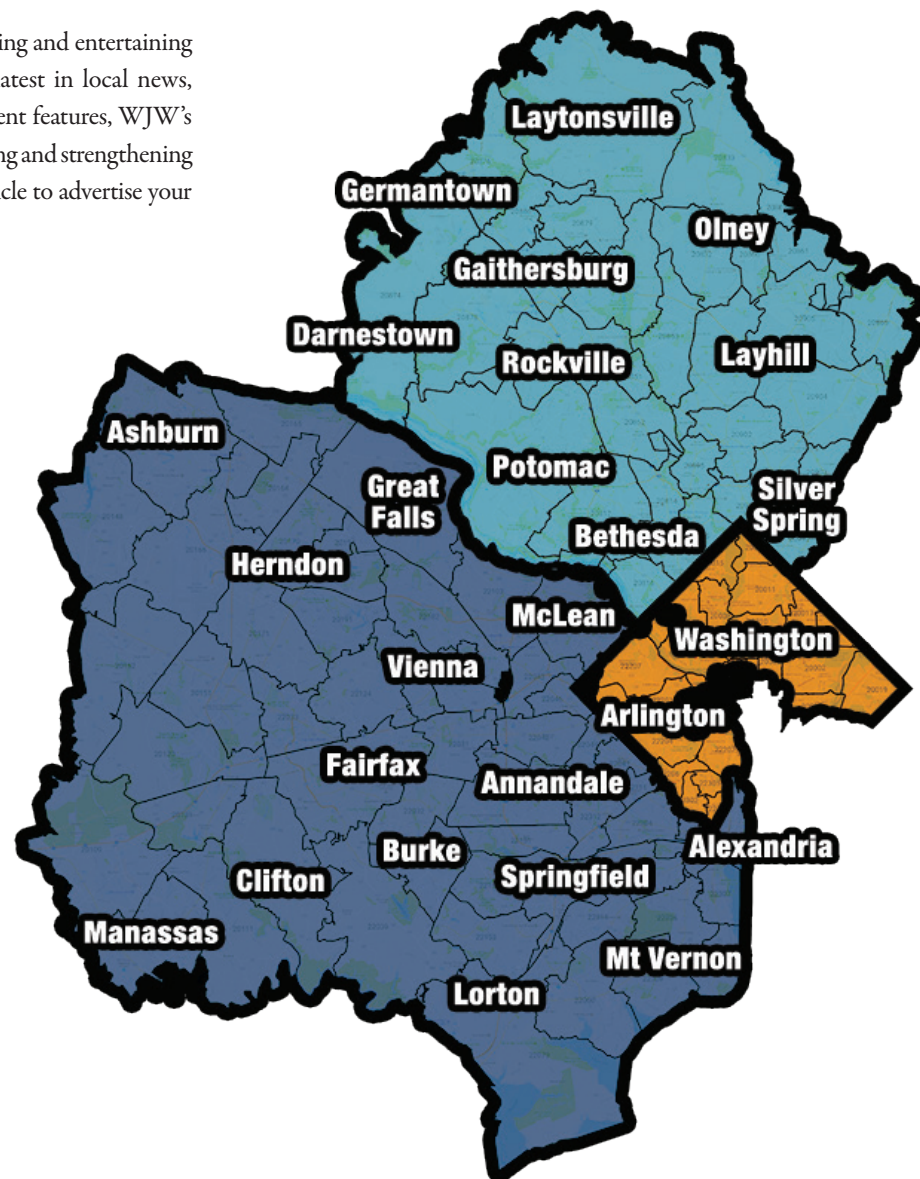 ing and entertaining
atest in local news,
ent features, WJW's
ng and strengthening
icle to advertise your
Laytonsville
Germantown
Olney
Gaithersburg
Darnestown
Rockville
Layhill
Ashburn
Potomac
Great
Falls
Silver
Spring
Bethesda
Herndon
McLean
Washington
Vienna
Arlington
Fairfax
Annandale
Burke
Alexandria
Clifton
Springfield
Manassas
Mt Vernon
Lorton